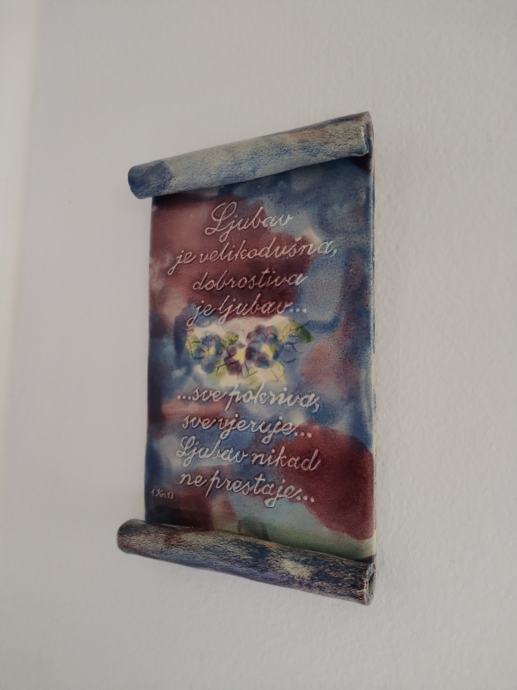 Ljubav
je velikodušna,
dobrostiva
je ljubav...
...sve pokriva,
sve vjeruje...
Ljubav nikad
ne prestaje...